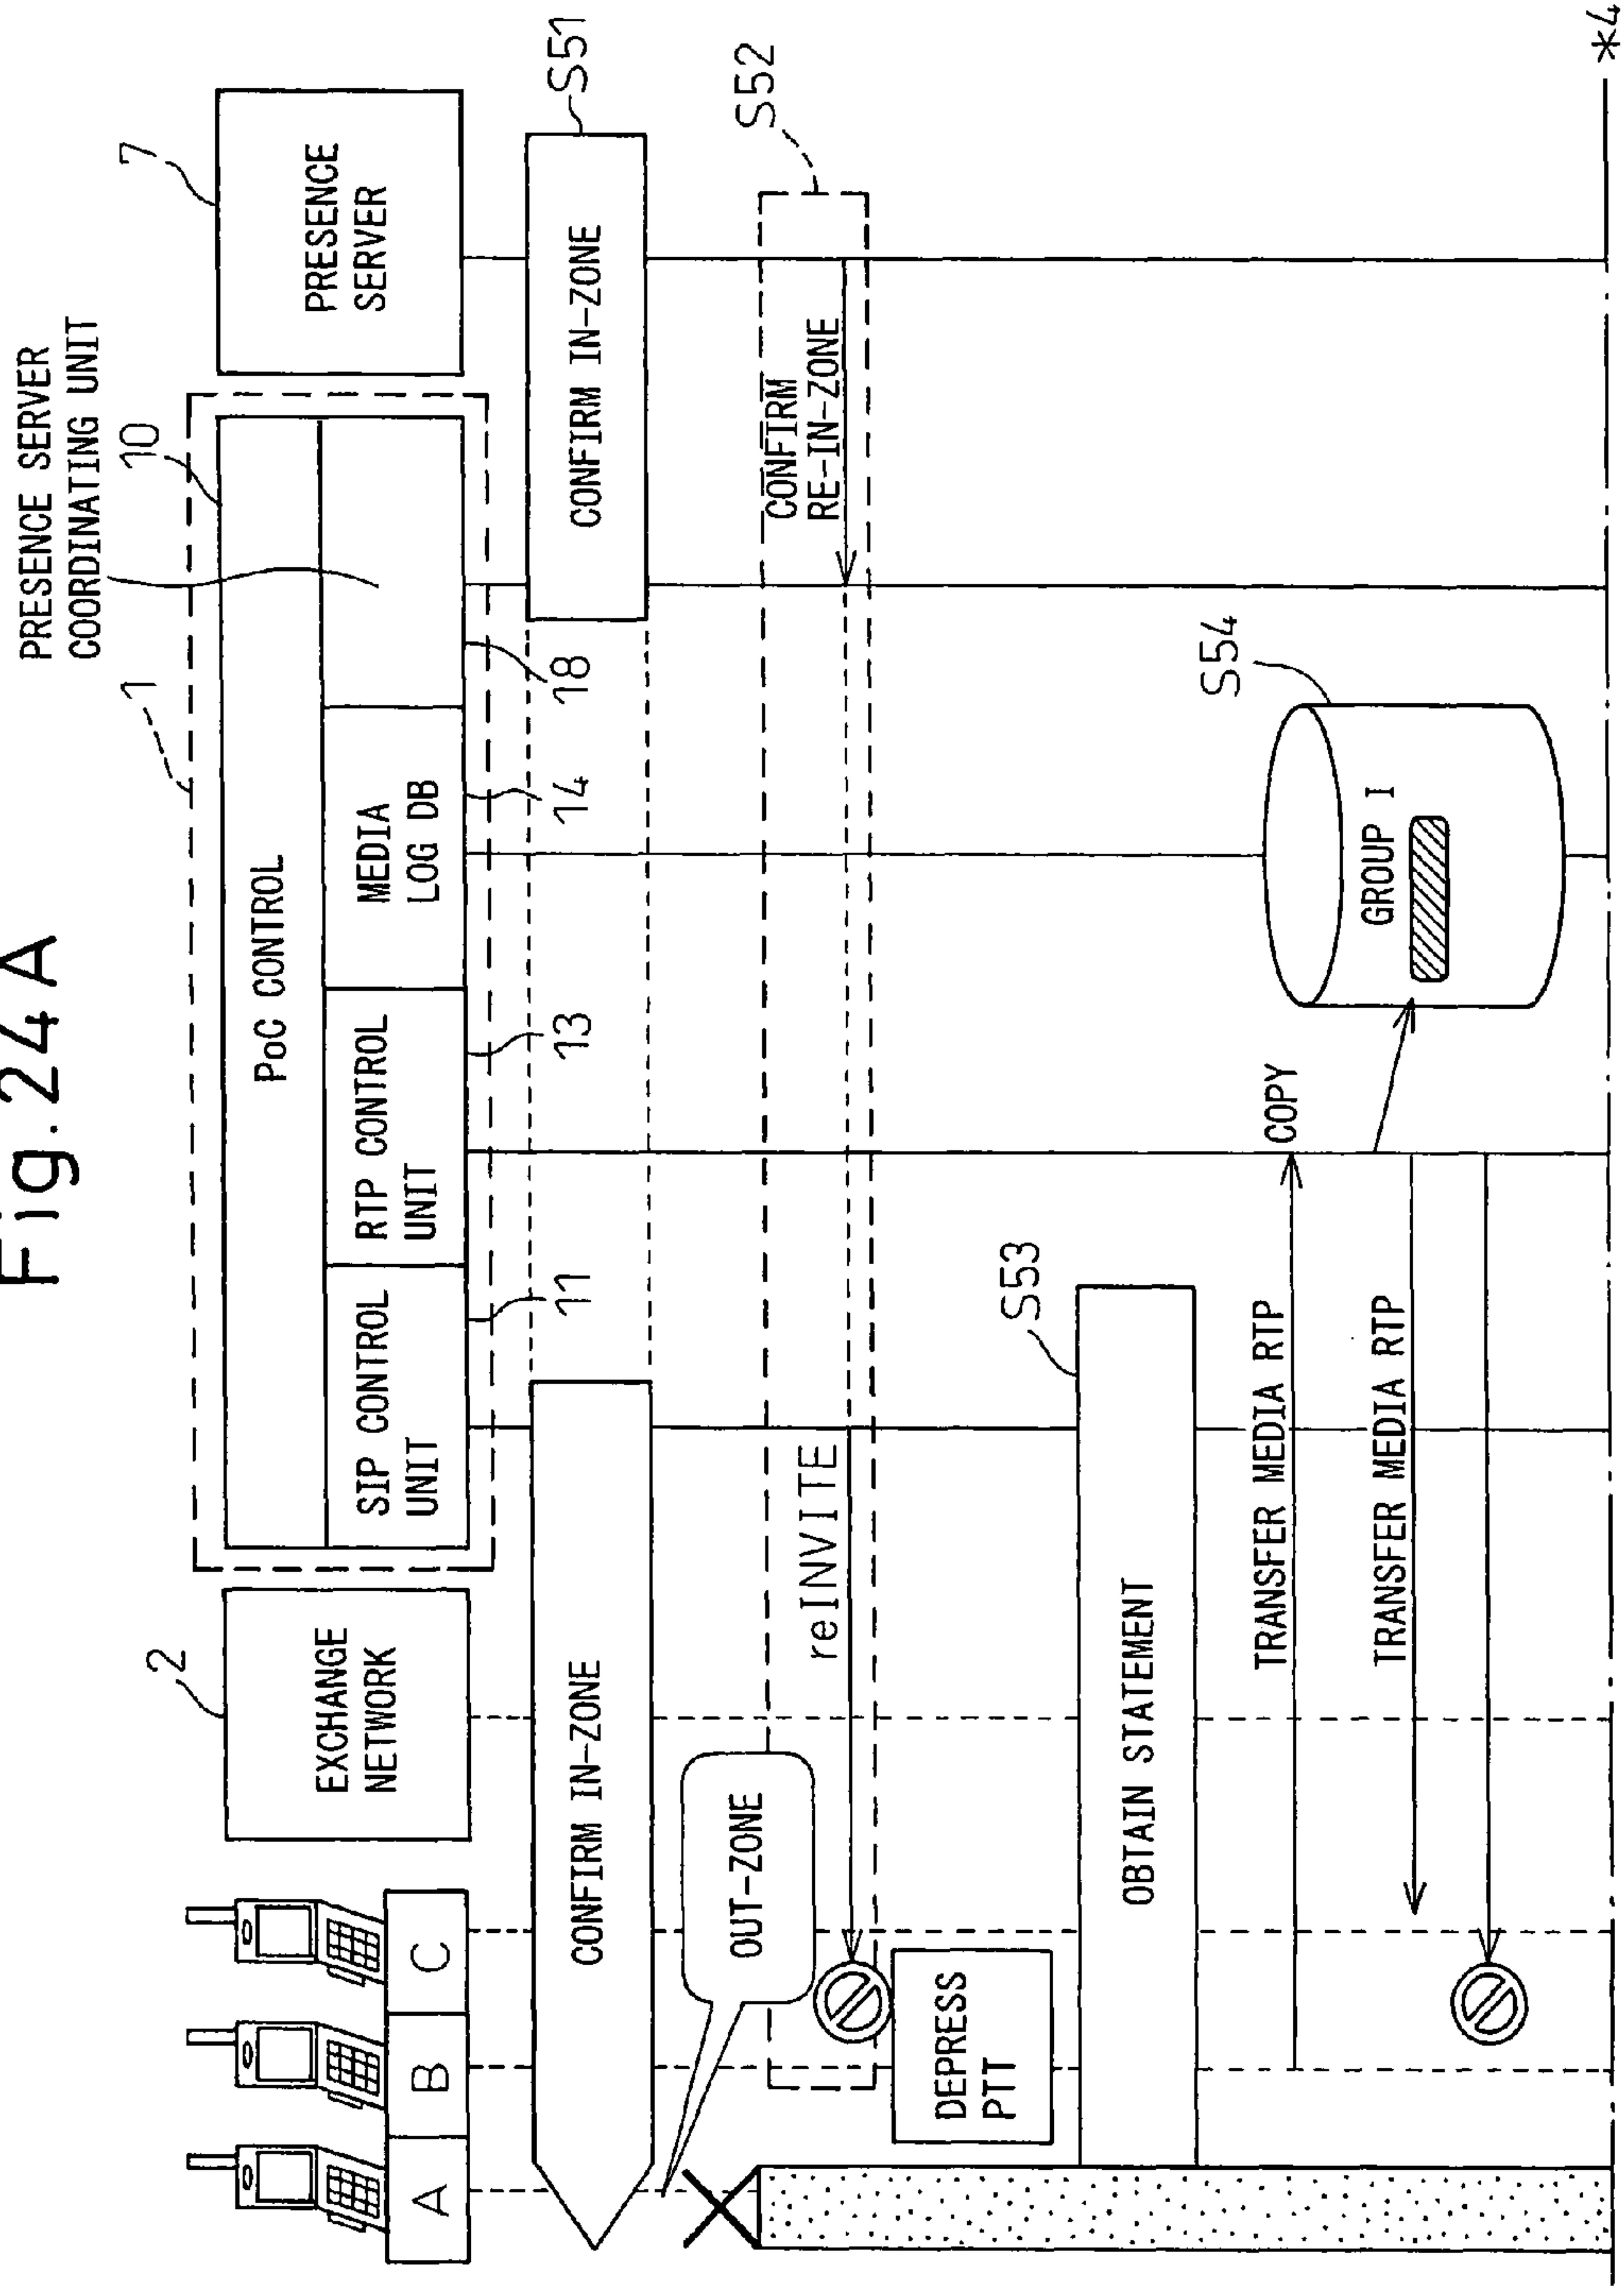 Fig.24A
PRESENCE SERVER
COORDINATING UNIT
1
10
7
2
A
B
C
EXCHANGE
NETWORK
PoC CONTROL
SIP CONTROL
UNIT
RTP CONTROL
UNIT
MEDIA
LOG DB
PRESENCE
SERVER
11
13
14
18
S51
CONFIRM IN-ZONE
CONFIRM IN-ZONE
OUT-ZONE
S52
reINVITE
CONFIRM
RE-IN-ZONE
DEPRESS
PTT
S53
OBTAIN STATEMENT
TRANSFER MEDIA RTP
COPY
S54
GROUP I
TRANSFER MEDIA RTP
*4